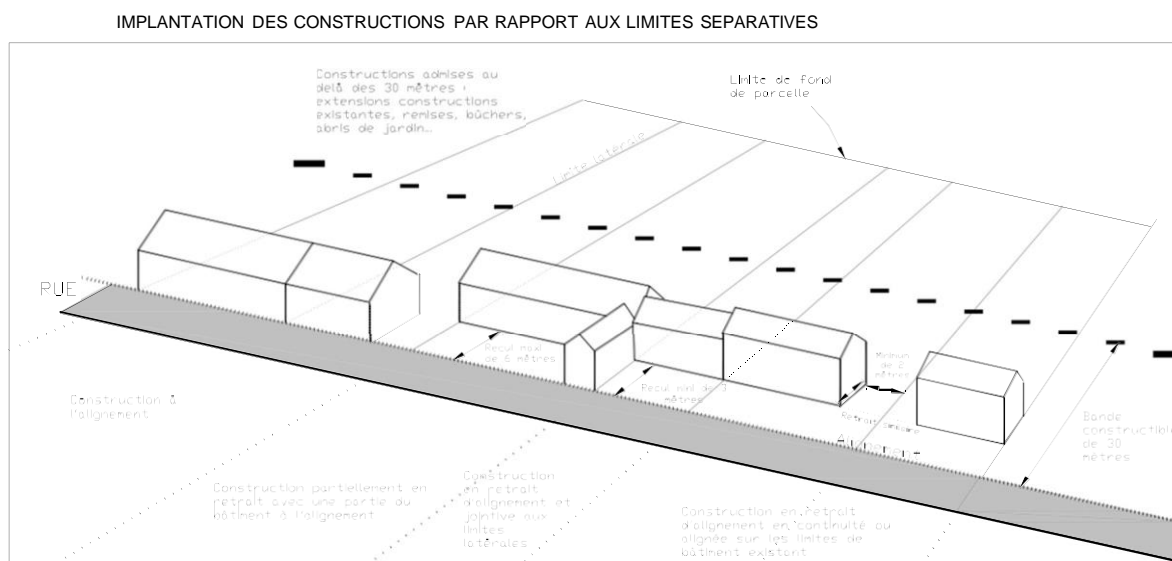 IMPLANTATION DES CONSTRUCTIONS PAR RAPPORT AUX LIMITES SEPARATIVES
Constructions admises au
delà des 30 mètres :
extensions constructions
existantes, remises, bûchers,
abris de jardin...
Limite de fond
de parcelle
Limite latérale
RUE
Recul maxi
de 6 mètres
Recul mini de 3
mètres
Minimum
de 2
mètres
Retrait
Alignement
Bande
constructible
de 30
mètres
Construction à
l'alignement
Construction partiellement en
retrait avec une partie du
bâtiment à l'alignement
Construction
en retrait
d'alignement et
jointive aux
limites
latérales
Construction en retrait
d'alignement en continuité ou
alignée sur les limites de
bâtiment existant